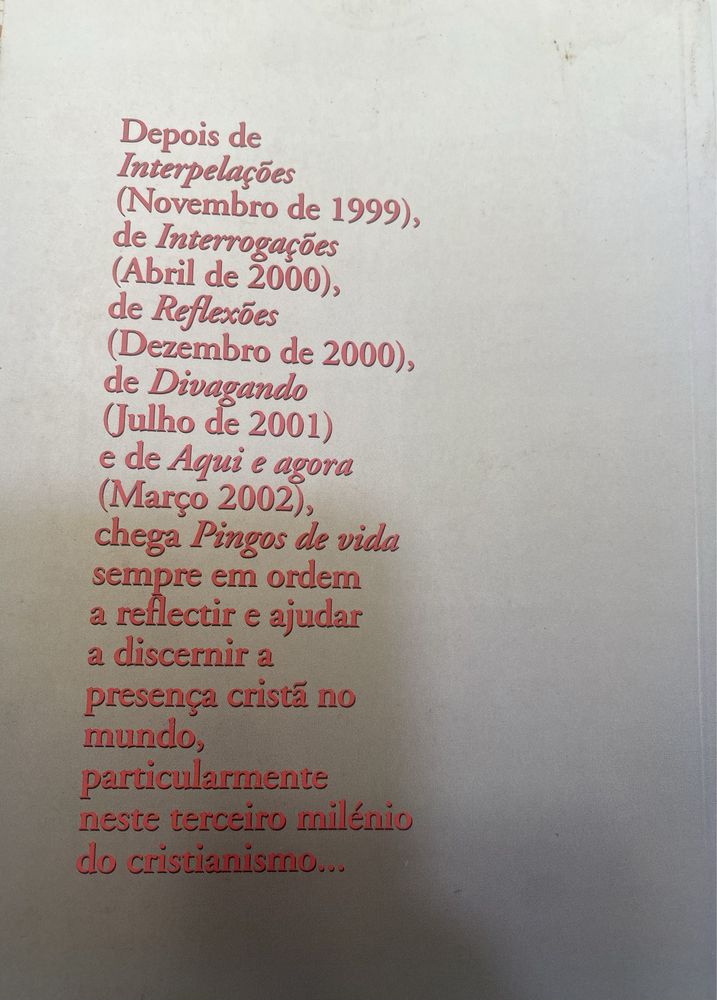 Depois de
Interpelações
(Novembro de 1999),
de Interrogações
(Abril de 2000),
de Reflexões
(Dezembro de 2000),
de Divagando
(Julho de 2001)
e de Aqui e agora
(Março 2002),
chega Pingos de vida
sempre em ordem
a reflectir e ajudar
a discernir a
presença cristã no
mundo,
particularmente
neste terceiro milénio
do cristianismo...